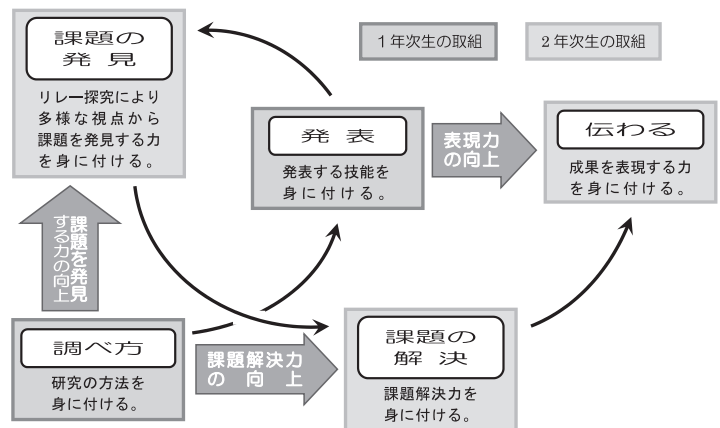 課題の
発見
リレー探究により
多様な視点から
課題を発見する力
を身に付ける。
1年次生の取組
2年次生の取組
発表
発表する技能を
身に付ける。
表現力
の向上
伝わる
成果を表現する力
を身に付ける。
課題を発見
する力の向上
調べ方
研究の方法を
身に付ける。
課題解決力
の向上
課題の
解決
課題解決力を
身に付ける。